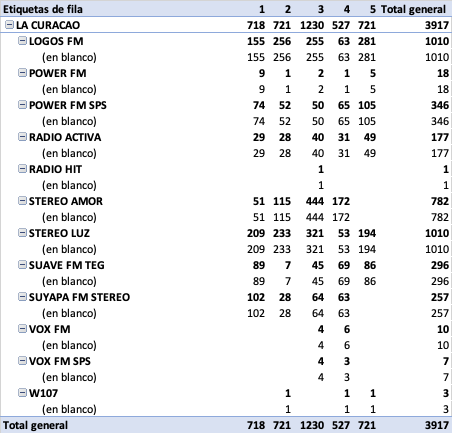 Etiquetas de fila 1 2 3 4 5 Total general
LA CURACAO 718 721 1230 527 721 3917
LOGOS FM 155 256 255 63 281 1010
(en blanco) 155 256 255 63 281 1010
POWER FM 9 1 2 1 5 18
(en blanco) 9 1 2 1 5 18
POWER FM SPS 74 52 50 65 105 346
(en blanco) 74 52 50 65 105 346
RADIO ACTIVA 29 28 40 31 49 177
(en blanco) 29 28 40 31 49 177
RADIO HIT 1 1
(en blanco) 1 1
STEREO AMOR 51 115 444 172 782
(en blanco) 51 115 444 172 782
STEREO LUZ 209 233 321 53 194 1010
(en blanco) 209 233 321 53 194 1010
SUAVE FM TEG 89 7 45 69 86 296
(en blanco) 89 7 45 69 86 296
SUYAPA FM STEREO 102 28 64 63 257
(en blanco) 102 28 64 63 257
VOX FM 4 6 10
(en blanco) 4 6 10
VOX FM SPS 4 3 7
(en blanco) 4 3 7
W107 1 1 1 3
(en blanco) 1 1 1 3
Total general 718 721 1230 527 721 3917